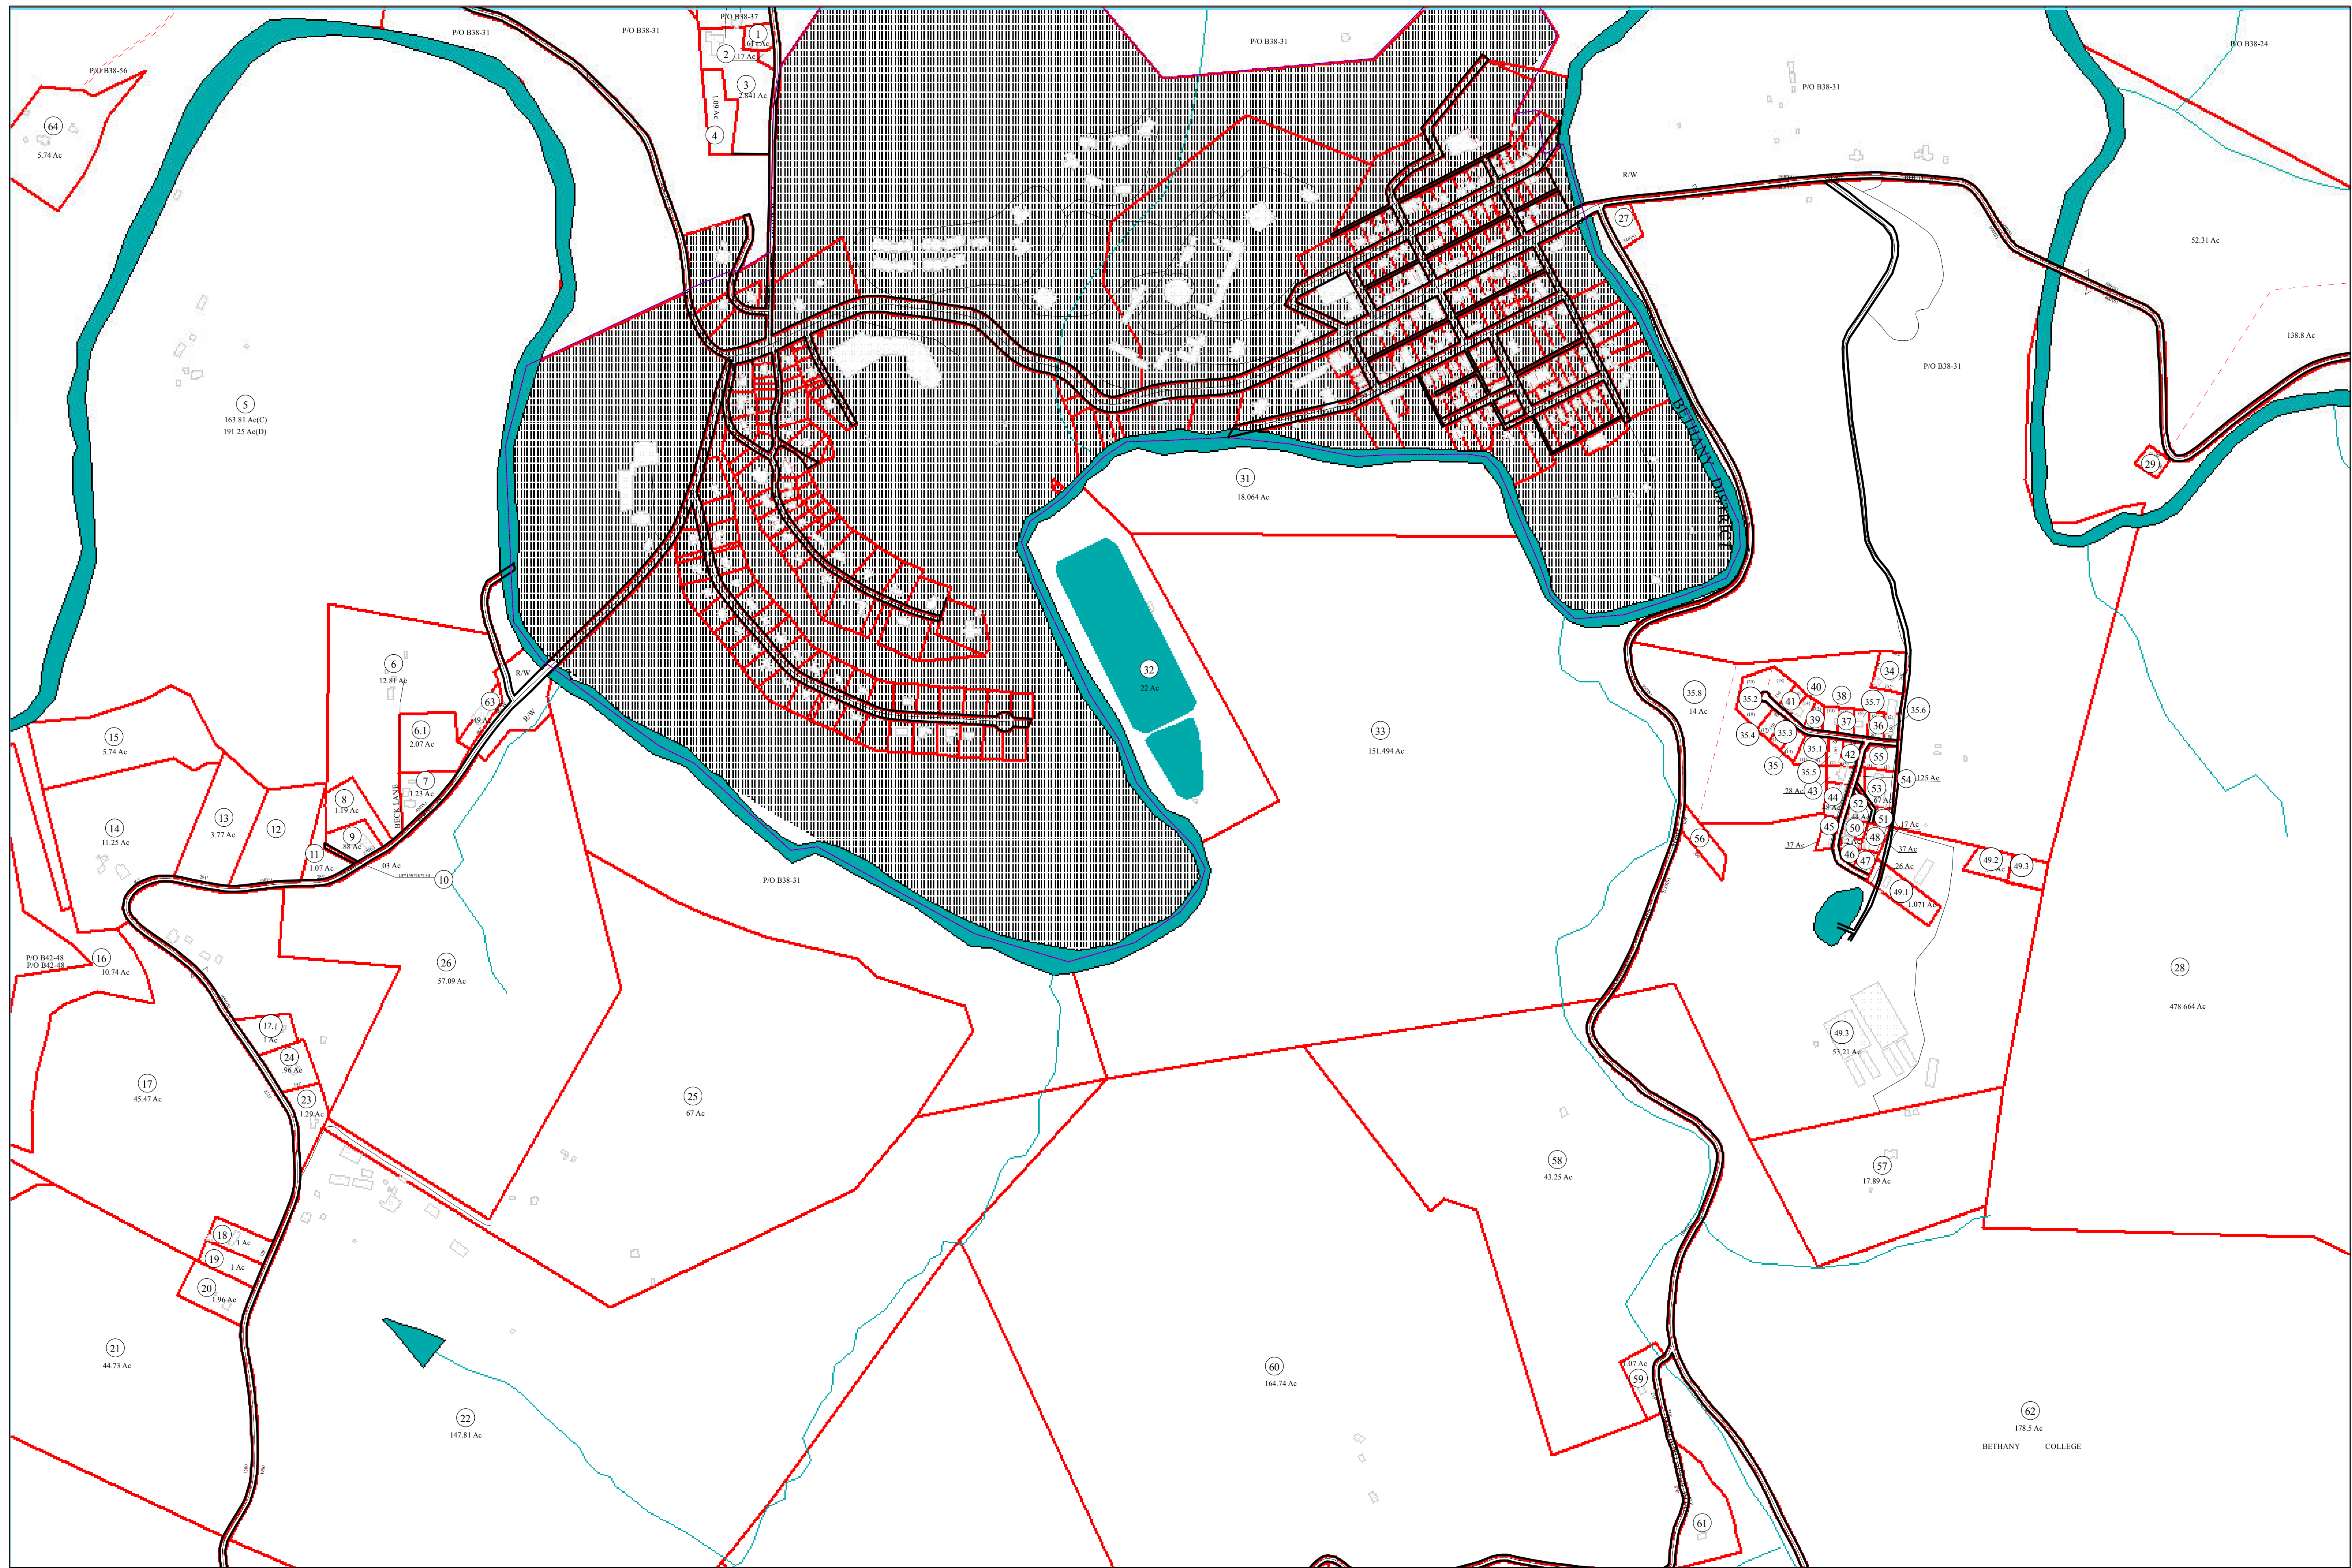 P/O B38-37
P/O B38-31
P/O B38-31
1
.617 Ac
2
.17 Ac
3
2.841 Ac
1.09 Ac
4
P/O B38-31
P/O B38-24
P/O B38-56
P/O B38-31
64
5.74 Ac
R/W
27
52.31 Ac
138.8 Ac
P/O B38-31
5
163.81 Ac(C)
191.25 Ac(D)
BETHANY DISTRICT
29
31
18.064 Ac
6
12.81 Ac
R/W
R/W
63
.49 Ac
32
22 Ac
33
151.494 Ac
34
35.8
14 Ac
35.2
41
40
38
35.7
35.6
39
37
36
35.4
35.3
35.1
42
55
35
35.5
54
.125 Ac
.28 Ac
43
53
.67 Ac
44
52
51
.17 Ac
45
50
48
.37 Ac
46
47
.37 Ac
.26 Ac
49.2
49.3
49.1
1.071 Ac
56
15
5.74 Ac
6.1
2.07 Ac
7
1.23 Ac
BECK LANE
8
1.19 Ac
13
3.77 Ac
12
14
11.25 Ac
9
.88 Ac
11
1.07 Ac
.03 Ac
10
P/O B38-31
P/O B42-48
P/O B42-48
16
10.74 Ac
26
57.09 Ac
28
478.664 Ac
17.1
1 Ac
24
.96 Ac
49.3
53.21 Ac
17
45.47 Ac
23
1.29 Ac
25
67 Ac
58
43.25 Ac
57
17.89 Ac
18
1 Ac
19
1 Ac
20
1.96 Ac
21
44.73 Ac
60
164.74 Ac
1.07 Ac
59
22
147.81 Ac
62
178.5 Ac
BETHANY COLLEGE
61